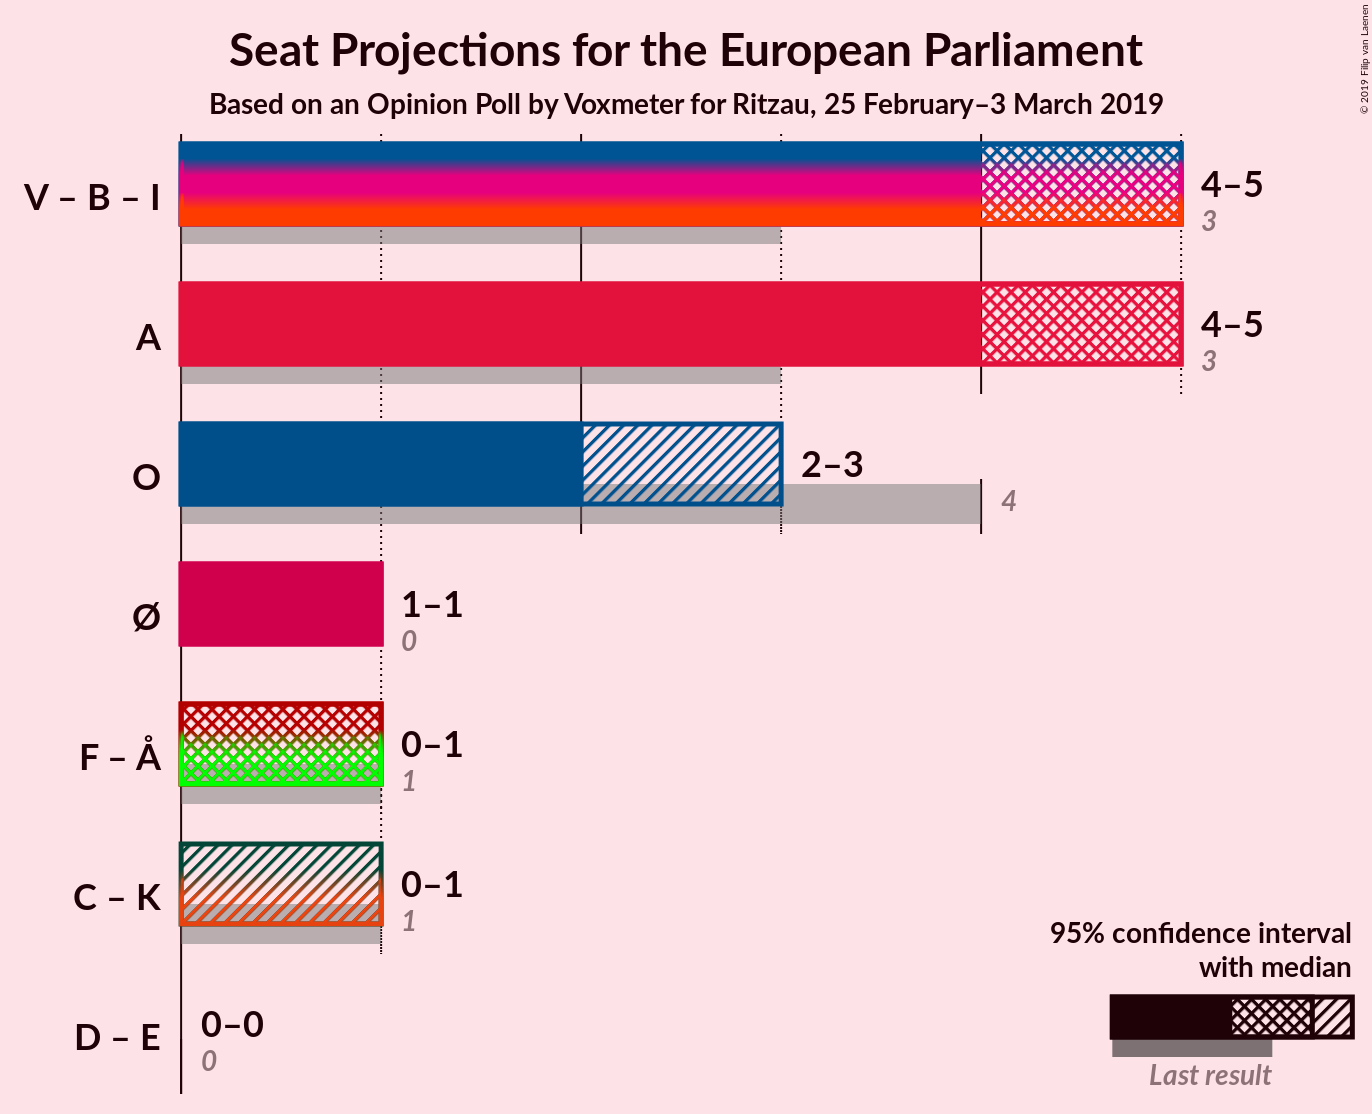 Seat Projections for the European Parliament
Based on an Opinion Poll by Voxmeter for Ritzau, 25 February–3 March 2019
© 2019 Filip van Laenen
V – B – I
4–5
3
A
4–5
3
O
2–3
4
Ø
1–1
0
F – Å
0–1
1
C – K
0–1
1
D – E
0–0
0
95% confidence interval
with median
Last result